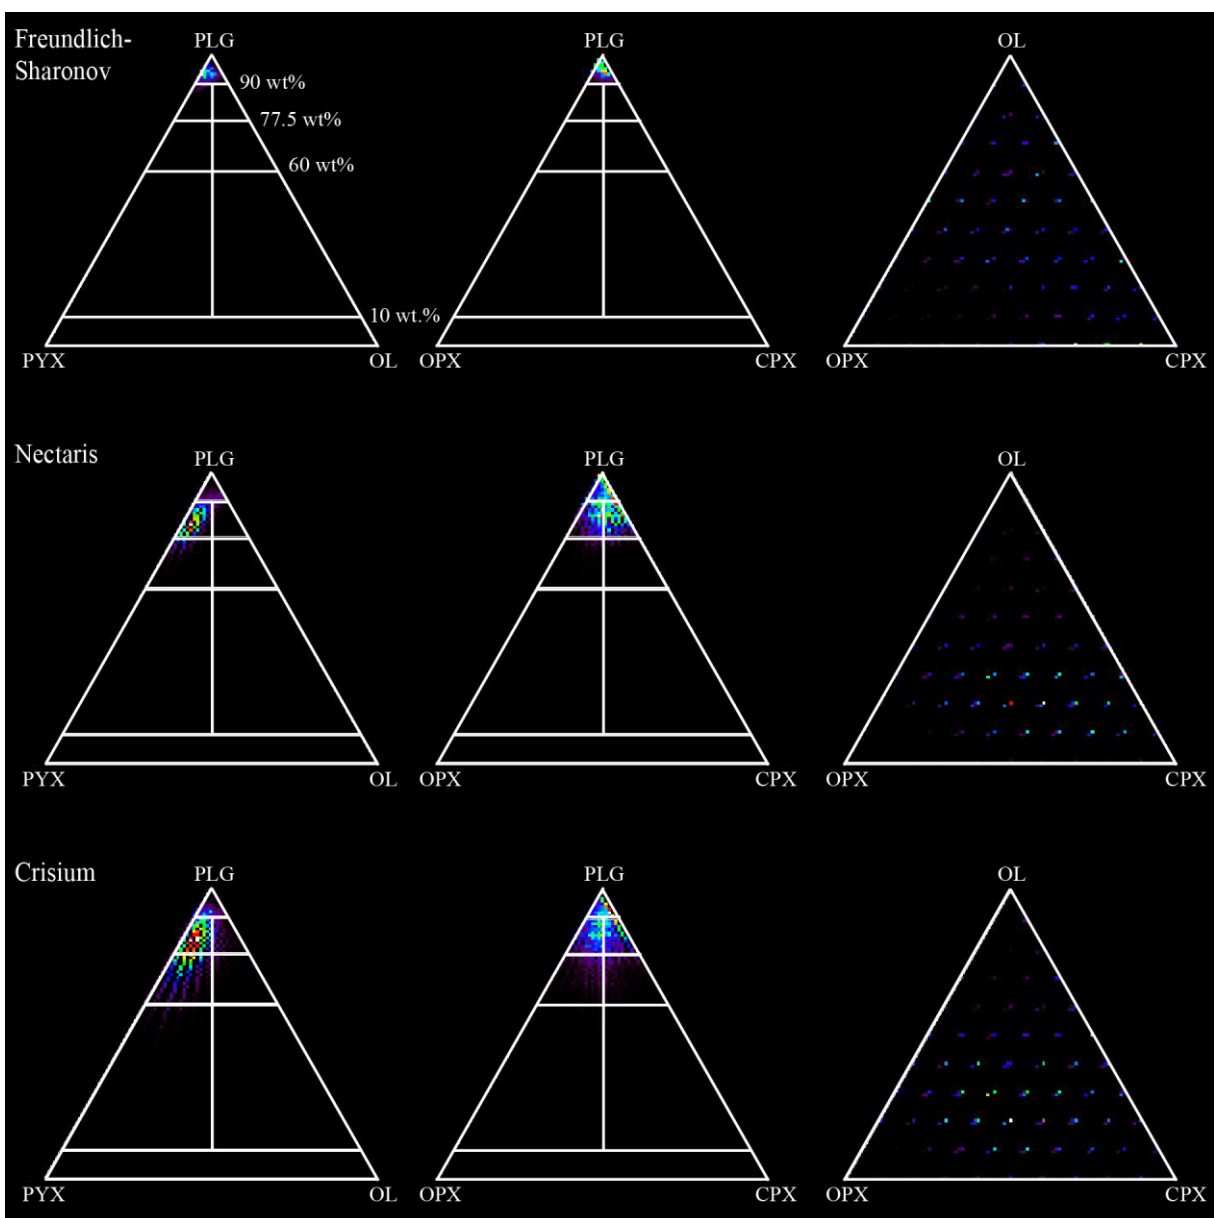 Freundlich-
Sharonov
PLG
PLG
OL
90 wt%
77.5 wt%
60 wt%
10 wt.%
PYX
OL
OPX
CPX
OPX
CPX
Nectaris
PLG
PLG
OL
PYX
OL
OPX
CPX
OPX
CPX
Crisium
PLG
PLG
OL
PYX
OL
OPX
CPX
OPX
CPX